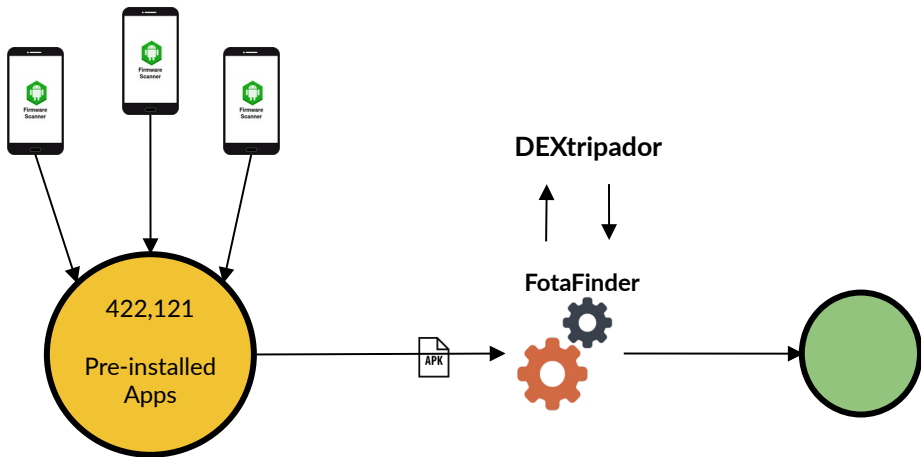 Firmware
Scanner
Firmware
Scanner
Firmware
Scanner
DEXtripador
FotaFinder
422,121
Pre-installed
Apps
APK